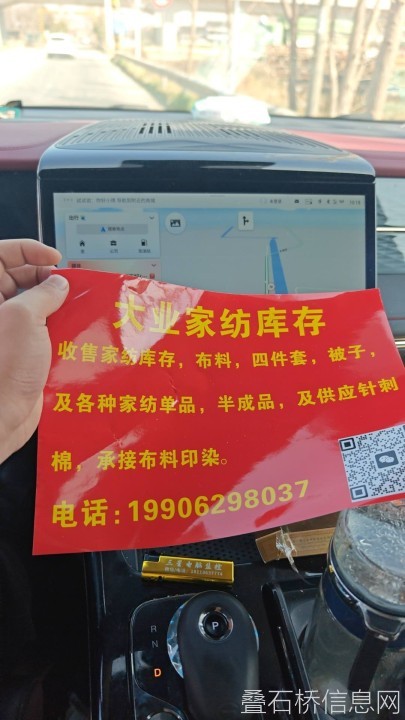 大业家纺库存
收售家纺库存，布料，四件套，被子，
及各种家纺单品，半成品，及供应针刺
棉，承接布料印染。
电话：19906298037
P
R
N
D
叠石桥信息网